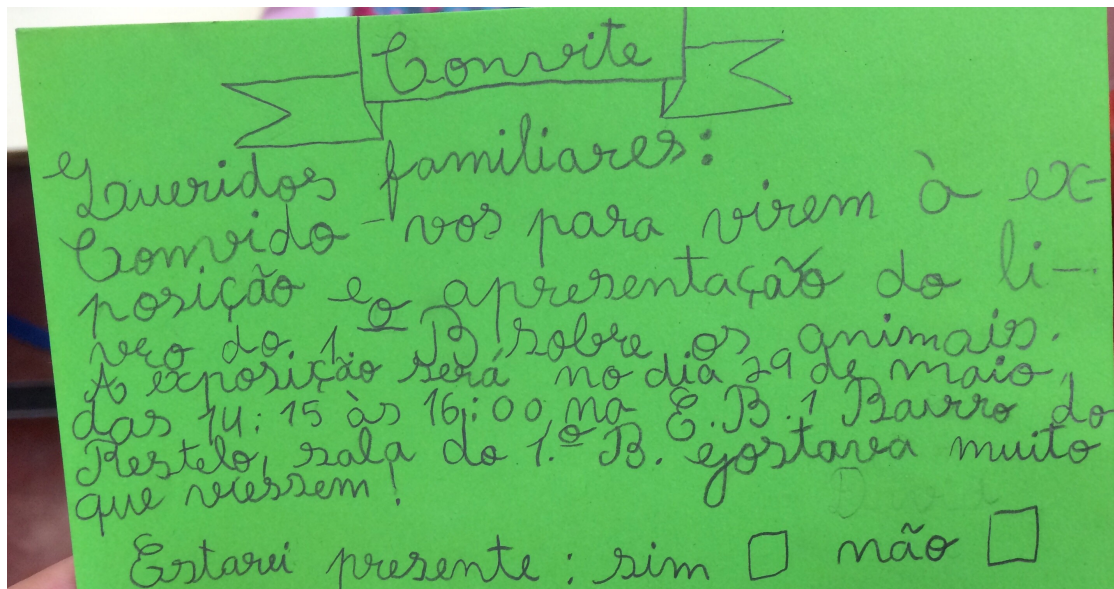 Convite
Queridos familiares:
Convido-vos para virem à ex-
posição e apresentação do li-
vro do 1.º B sobre os animais.
A exposição será no dia 29 de maio,
das 14:15 às 16:00 na E.B.1 Bairro do
Restelo, sala do 1.º B. gostava muito
que viessem!
Estarei presente: sim □ não □